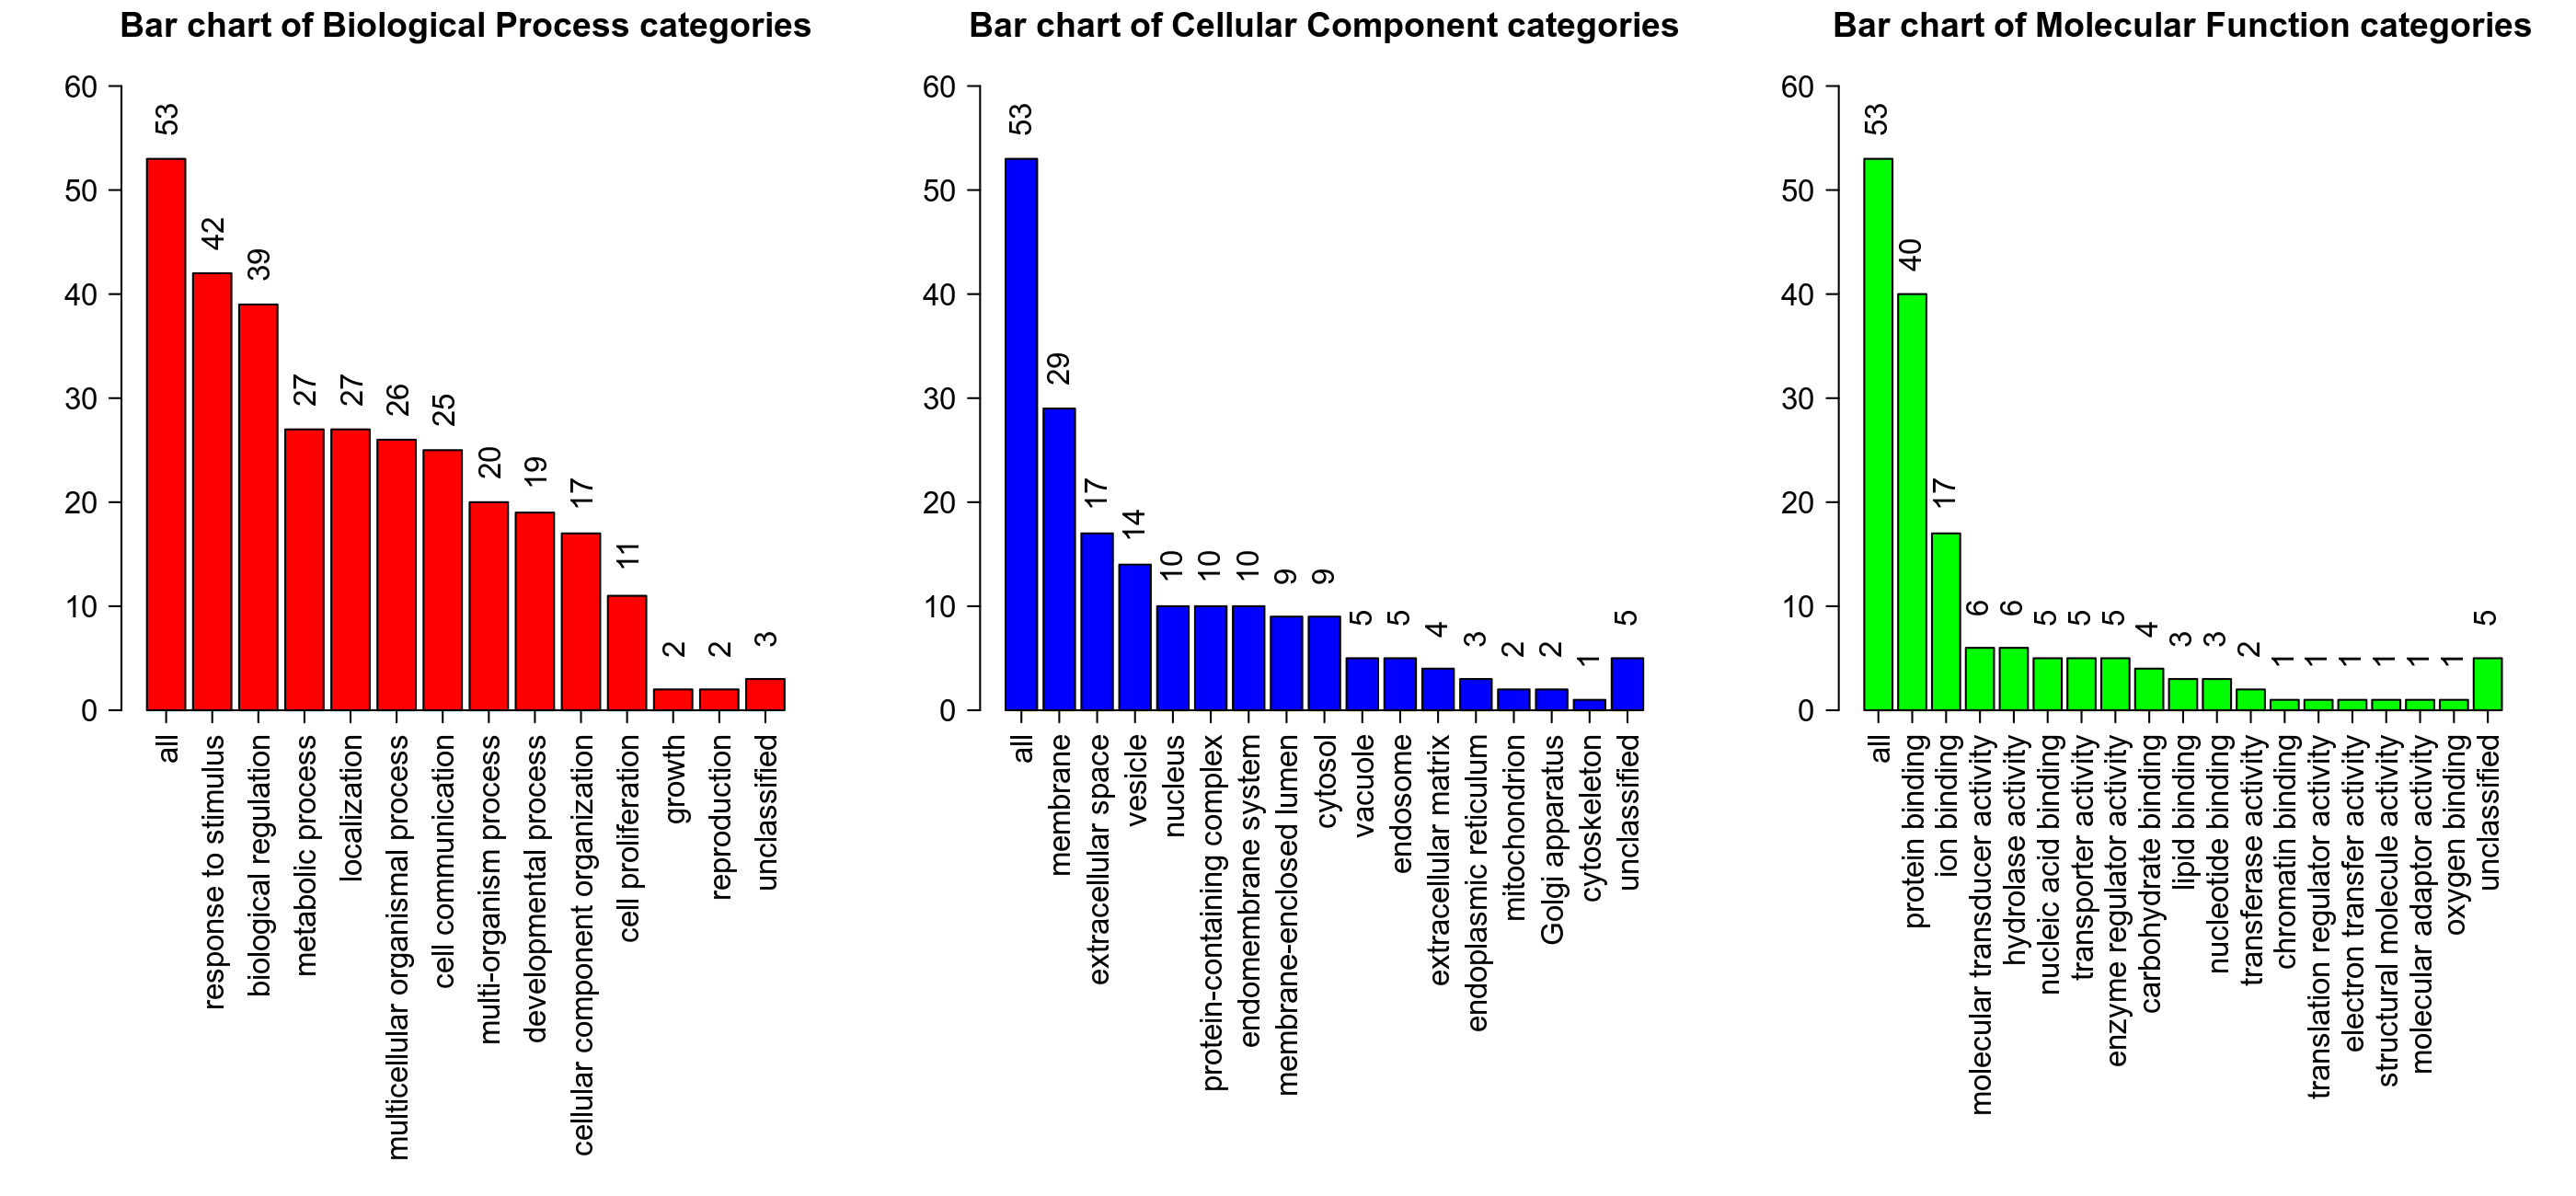 Bar chart of Biological Process categories
60
50
40
30
20
10
0
53
42
39
27
27
26
25
20
19
17
11
2
2
3
all
response to stimulus
biological regulation
metabolic process
localization
multicellular organismal process
cell communication
multi-organism process
developmental process
cellular component organization
cell proliferation
growth
reproduction
unclassified
Bar chart of Cellular Component categories
60
50
40
30
20
10
0
53
29
17
14
10
10
10
9
9
5
5
4
3
2
2
1
5
all
membrane
extracellular space
vesicle
nucleus
protein-containing complex
endomembrane system
membrane-enclosed lumen
cytosol
vacuole
endosome
extracellular matrix
endoplasmic reticulum
mitochondrion
Golgi apparatus
cytoskeleton
unclassified
Bar chart of Molecular Function categories
60
50
40
30
20
10
0
53
40
17
6
6
5
5
5
4
3
3
2
1
1
1
1
1
1
5
all
protein binding
ion binding
molecular transducer activity
hydrolase activity
nucleic acid binding
transporter activity
enzyme regulator activity
carbohydrate binding
lipid binding
nucleotide binding
transferase activity
chromatin binding
translation regulator activity
electron transfer activity
structural molecule activity
molecular adaptor activity
oxygen binding
unclassified